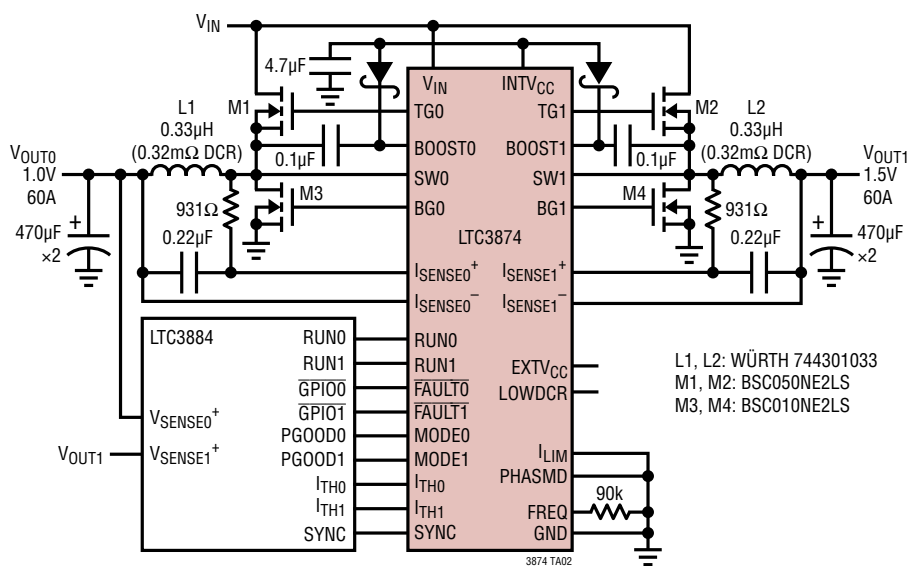 VIN
4.7µF
VIN
INTVCC
L1
0.33µH
(0.32mΩ DCR)
M1
TG0
TG1
M2
L2
0.33µH
(0.32mΩ DCR)
VOUT0
1.0V
60A
0.1µF
BOOST0
BOOST1
0.1µF
VOUT1
1.5V
60A
SW0
SW1
470µF
×2
+
931Ω
M3
BG0
BG1
M4
931Ω
+
470µF
×2
LTC3874
0.22µF
0.22µF
ISENSE0+
ISENSE1+
ISENSE0–
ISENSE1–
LTC3884
RUN0
RUN0
RUN1
RUN1
EXTVCC
GPIO0
FAULT0
LOWDCR
GPIO1
FAULT1
VSENSE0+
PGOOD0
MODE0
VOUT1
VSENSE1+
PGOOD1
MODE1
ILIM
ITH0
ITH0
PHASMD
ITH1
ITH1
FREQ
90k
SYNC
SYNC
GND
L1, L2: WÜRTH 744301033
M1, M2: BSC050NE2LS
M3, M4: BSC010NE2LS
3874 TA02